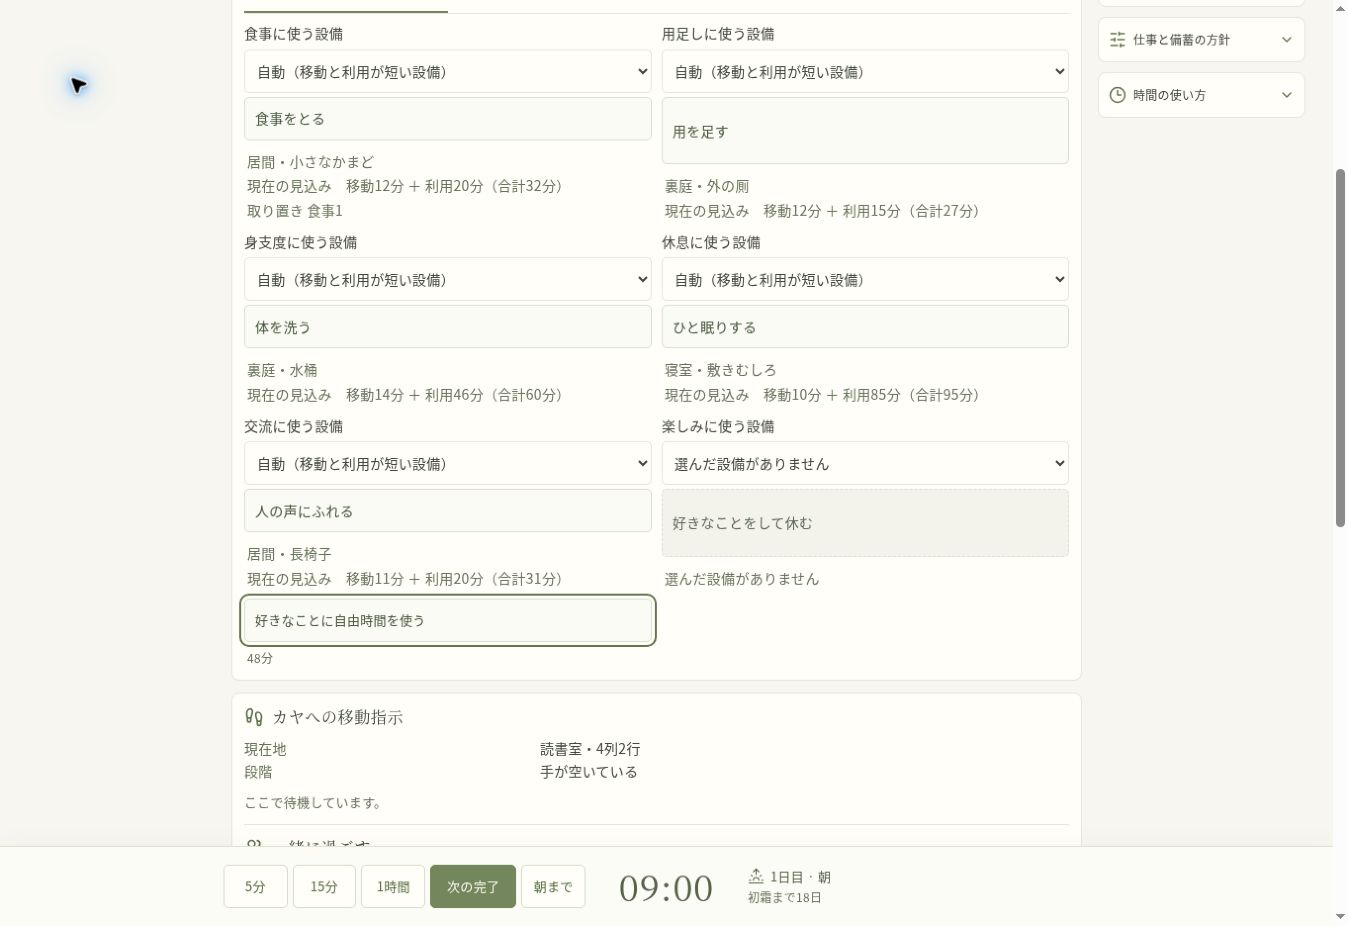 食事に使う設備
自動（移動と利用が短い設備）
食事をとる
居間・小さなかまど
現在の見込み　移動12分 ＋ 利用20分（合計32分）
取り置き 食事1
用足しに使う設備
自動（移動と利用が短い設備）
用を足す
裏庭・外の厠
現在の見込み　移動12分 ＋ 利用15分（合計27分）
身支度に使う設備
自動（移動と利用が短い設備）
体を洗う
裏庭・水桶
現在の見込み　移動14分 ＋ 利用46分（合計60分）
休息に使う設備
自動（移動と利用が短い設備）
ひと眠りする
寝室・敷きむしろ
現在の見込み　移動10分 ＋ 利用85分（合計95分）
交流に使う設備
自動（移動と利用が短い設備）
人の声にふれる
居間・長椅子
現在の見込み　移動11分 ＋ 利用20分（合計31分）
楽しみに使う設備
選んだ設備がありません
好きなことをして休む
選んだ設備がありません
好きなことに自由時間を使う
48分
カヤへの移動指示
現在地　読書室・4列2行
段階　手が空いている
ここで待機しています。
仕事と備蓄の方針
時間の使い方
5分
15分
1時間
次の完了
朝まで
09:00
1日目 · 朝
初霜まで18日